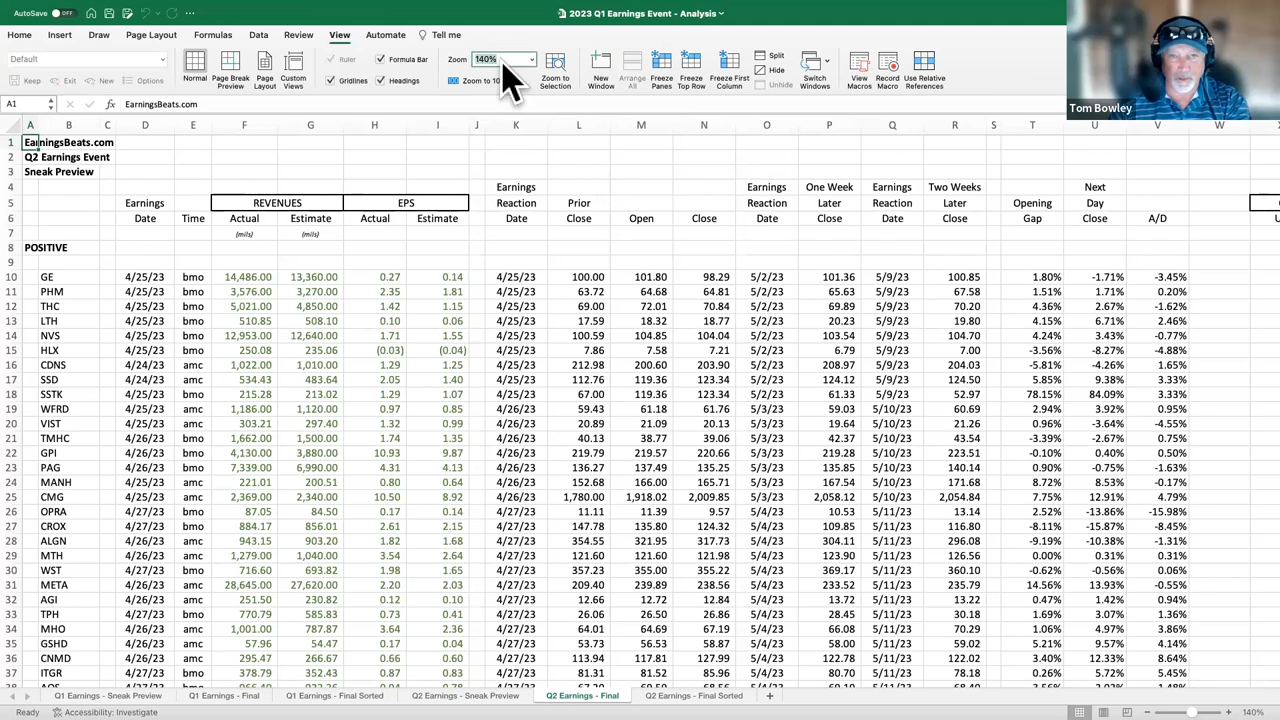 AutoSave OFF 2023 Q1 Earnings Event - Analysis
Home Insert Draw Page Layout Formulas Data Review View Automate Tell me
Default Ruler Formula Bar Zoom 140% Split
Keep Exit New Options Normal Page Break Preview Page Layout Custom Views Gridlines Headings Zoom to 10 Zoom to Selection New Window Arrange All Freeze Panes Freeze Top Row Freeze First Column Hide Unhide Switch Windows View Macros Record Macro Use Relative References
Tom Bowley
A1 fx EarningsBeats.com
A B C D E F G H I J K L M N O P Q R S T U V W
1 EarningsBeats.com
2 Q2 Earnings Event
3 Sneak Preview
4 Earnings Earnings One Week Earnings Two Weeks Next
5 Earnings REVENUES EPS Reaction Prior Reaction Later Reaction Later Opening Day
6 Date Time Actual Estimate Actual Estimate Date Close Open Close Date Close Date Close Gap Close A/D
7 (mils) (mils)
8 POSITIVE
9
10 GE 4/25/23 bmo 14,486.00 13,360.00 0.27 0.14 4/25/23 100.00 101.80 98.29 5/2/23 101.36 5/9/23 100.85 1.80% -1.71% -3.45%
11 PHM 4/25/23 bmo 3,576.00 3,270.00 2.35 1.81 4/25/23 63.72 64.68 64.81 5/2/23 65.63 5/9/23 67.58 1.51% 1.71% 0.20%
12 THC 4/25/23 bmo 5,021.00 4,850.00 1.42 1.15 4/25/23 69.00 72.01 70.84 5/2/23 69.89 5/9/23 70.20 4.36% 2.67% -1.62%
13 LTH 4/25/23 bmo 510.85 508.10 0.10 0.06 4/25/23 17.59 18.32 18.77 5/2/23 20.23 5/9/23 19.80 4.15% 6.71% 2.46%
14 NVS 4/25/23 bmo 12,953.00 12,640.00 1.71 1.55 4/25/23 100.59 104.85 104.04 5/2/23 103.54 5/9/23 104.70 4.24% 3.43% -0.77%
15 HLX 4/25/23 bmo 250.08 235.06 (0.03) (0.04) 4/25/23 7.86 7.58 7.21 5/2/23 6.79 5/9/23 7.00 -3.56% -8.27% -4.88%
16 CDNS 4/24/23 amc 1,022.00 1,010.00 1.29 1.25 4/25/23 212.98 200.60 203.90 5/2/23 208.97 5/9/23 204.03 -5.81% -4.26% 1.65%
17 SSD 4/24/23 amc 534.43 483.64 2.05 1.40 4/25/23 112.76 119.36 123.34 5/2/23 124.12 5/9/23 124.50 5.85% 9.38% 3.33%
18 SSTK 4/25/23 bmo 215.28 213.02 1.29 1.07 4/25/23 67.00 119.36 123.34 5/2/23 61.33 5/9/23 52.97 78.15% 84.09% 3.33%
19 WFRD 4/26/23 amc 1,186.00 1,120.00 0.97 0.85 4/26/23 59.43 61.18 61.76 5/3/23 59.03 5/10/23 60.69 2.94% 3.92% 0.95%
20 VIST 4/25/23 amc 303.21 297.40 1.32 0.99 4/26/23 20.89 21.09 20.13 5/3/23 19.64 5/10/23 21.26 0.96% -3.64% -4.55%
21 TMHC 4/26/23 bmo 1,662.00 1,500.00 1.74 1.35 4/26/23 40.13 38.77 39.06 5/3/23 42.37 5/10/23 43.54 -3.39% -2.67% 0.75%
22 GPI 4/26/23 bmo 4,130.00 3,880.00 10.93 9.87 4/26/23 219.79 219.57 220.66 5/3/23 219.28 5/10/23 223.51 -0.10% 0.40% 0.50%
23 PAG 4/26/23 bmo 7,339.00 6,990.00 4.31 4.13 4/26/23 136.27 137.49 135.25 5/3/23 135.85 5/10/23 140.14 0.90% -0.75% -1.63%
24 MANH 4/25/23 amc 221.01 200.51 0.80 0.64 4/26/23 152.68 166.00 165.71 5/3/23 167.54 5/10/23 171.68 8.72% 8.53% -0.17%
25 CMG 4/25/23 amc 2,369.00 2,340.00 10.50 8.92 4/26/23 1,780.00 1,918.02 2,009.85 5/3/23 2,058.12 5/10/23 2,054.84 7.75% 12.91% 4.79%
26 OPRA 4/27/23 bmo 87.05 84.50 0.17 0.14 4/27/23 11.11 11.39 9.57 5/4/23 10.53 5/11/23 13.14 2.52% -13.86% -15.98%
27 CROX 4/27/23 bmo 884.17 856.01 2.61 2.15 4/27/23 147.78 135.80 124.32 5/4/23 109.85 5/11/23 116.80 -8.11% -15.87% -8.45%
28 ALGN 4/26/23 amc 943.15 903.20 1.82 1.68 4/27/23 354.55 321.95 317.73 5/4/23 304.11 5/11/23 296.08 -9.19% -10.38% -1.31%
29 MTH 4/26/23 amc 1,279.00 1,040.00 3.54 2.64 4/27/23 121.60 121.60 121.98 5/4/23 123.90 5/11/23 126.56 0.00% 0.31% 0.31%
30 WST 4/27/23 bmo 716.60 693.82 1.98 1.65 4/27/23 357.23 355.00 355.22 5/4/23 369.17 5/11/23 360.10 -0.62% -0.56% 0.06%
31 META 4/26/23 amc 28,645.00 27,620.00 2.20 2.03 4/27/23 209.40 239.89 238.56 5/4/23 233.52 5/11/23 235.79 14.56% 13.93% -0.55%
32 AGI 4/26/23 amc 251.50 230.82 0.12 0.10 4/27/23 12.66 12.72 12.84 5/4/23 13.72 5/11/23 13.22 0.47% 1.42% 0.94%
33 TPH 4/27/23 bmo 770.79 585.83 0.73 0.41 4/27/23 26.06 26.50 26.86 5/4/23 28.45 5/11/23 30.18 1.69% 3.07% 1.36%
34 MHO 4/26/23 amc 1,001.00 787.87 3.64 2.36 4/27/23 64.01 64.69 67.19 5/4/23 66.08 5/11/23 70.29 1.06% 4.97% 3.86%
35 GSHD 4/26/23 amc 57.96 54.47 0.17 0.04 4/27/23 53.73 56.53 58.87 5/4/23 58.00 5/11/23 59.02 5.21% 9.57% 4.14%
36 CNMD 4/26/23 amc 295.47 266.67 0.66 0.60 4/27/23 113.94 117.81 127.99 5/4/23 122.78 5/11/23 122.02 3.40% 12.33% 8.64%
37 ITGR 4/27/23 bmo 378.79 352.43 0.87 0.83 4/27/23 81.31 81.52 85.96 5/4/23 80.70 5/11/23 78.18 0.26% 5.72% 5.45%
Q1 Earnings - Sneak Preview Q1 Earnings - Final Q1 Earnings - Final Sorted Q2 Earnings - Sneak Preview Q2 Earnings - Final Q2 Earnings - Final Sorted
Ready Accessibility: Investigate 140%